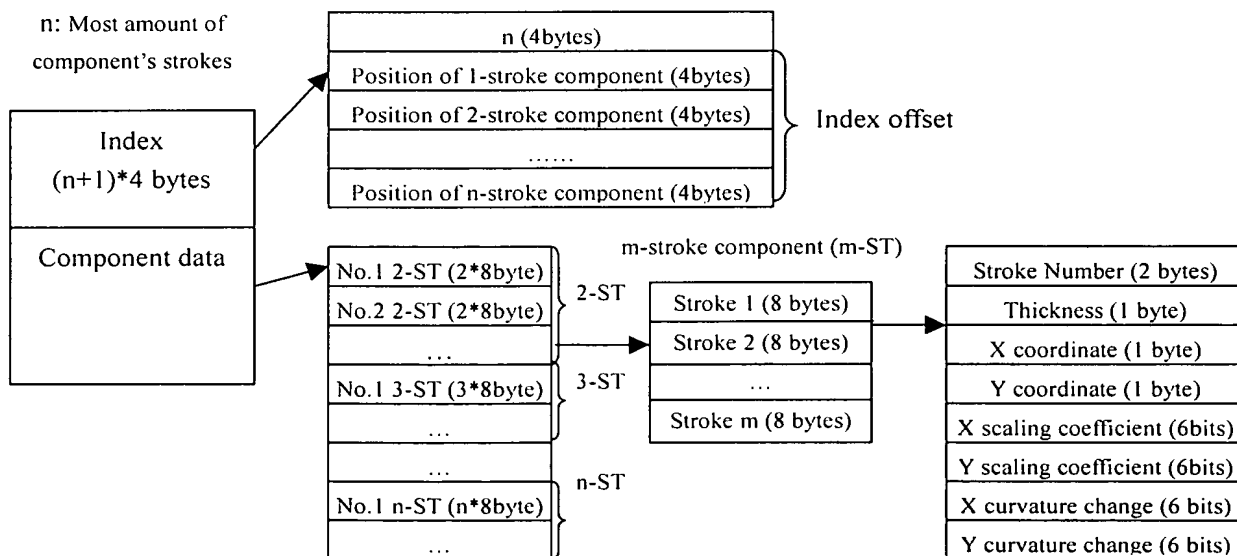 n: Most amount of
component's strokes
Index
(n+1)*4 bytes
Component data
n (4bytes)
Position of 1-stroke component (4bytes)
Position of 2-stroke component (4bytes)
......
Position of n-stroke component (4bytes)
Index offset
No.1 2-ST (2*8byte)
No.2 2-ST (2*8byte)
...
No.1 3-ST (3*8byte)
...
...
No.1 n-ST (n*8byte)
...
2-ST
3-ST
n-ST
m-stroke component (m-ST)
Stroke 1 (8 bytes)
Stroke 2 (8 bytes)
...
Stroke m (8 bytes)
Stroke Number (2 bytes)
Thickness (1 byte)
X coordinate (1 byte)
Y coordinate (1 byte)
X scaling coefficient (6bits)
Y scaling coefficient (6bits)
X curvature change (6 bits)
Y curvature change (6 bits)